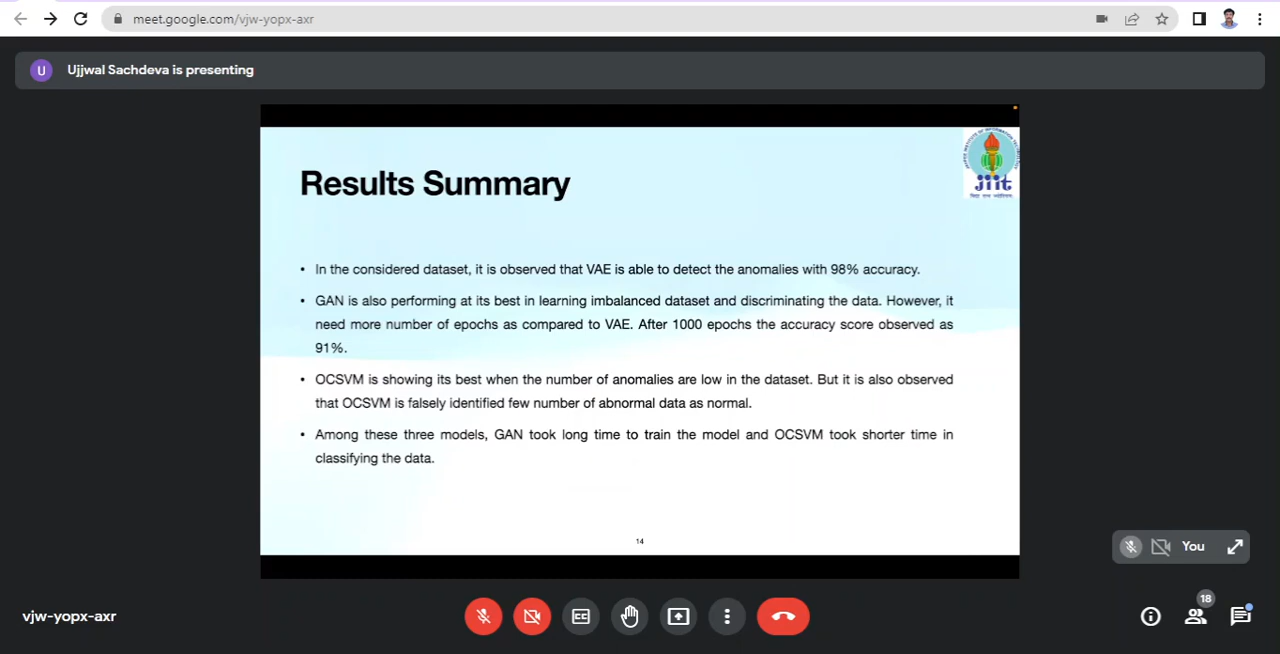 meet.google.com/vjw-yopx-axr
U Ujjwal Sachdeva is presenting
jiit
Results Summary
• In the considered dataset, it is observed that VAE is able to detect the anomalies with 98% accuracy.
• GAN is also performing at its best in learning imbalanced dataset and discriminating the data. However, it
need more number of epochs as compared to VAE. After 1000 epochs the accuracy score observed as
91%.
• OCSVM is showing its best when the number of anomalies are low in the dataset. But it is also observed
that OCSVM is falsely identified few number of abnormal data as normal.
• Among these three models, GAN took long time to train the model and OCSVM took shorter time in
classifying the data.
14
You
vjw-yopx-axr
CC
18